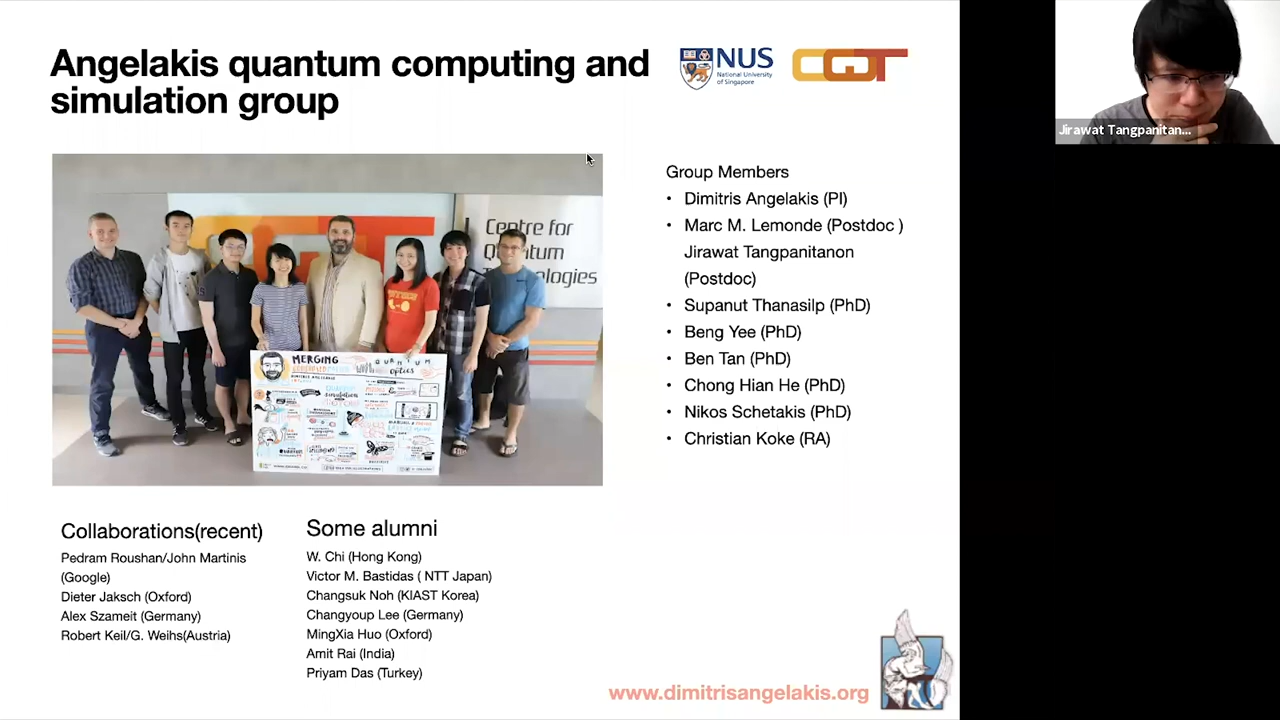 Angelakis quantum computing and
simulation group
NUS
National University
of Singapore
CQT
Jirawat Tangpanitan...
Centre for
Quantum
Technologies
MERGING
QUANTUM
optics
Group Members
• Dimitris Angelakis (PI)
• Marc M. Lemonde (Postdoc )
Jirawat Tangpanitanon
(Postdoc)
• Supanut Thanasilp (PhD)
• Beng Yee (PhD)
• Ben Tan (PhD)
• Chong Hian He (PhD)
• Nikos Schetakis (PhD)
• Christian Koke (RA)
Collaborations(recent)
Pedram Roushan/John Martinis
(Google)
Dieter Jaksch (Oxford)
Alex Szameit (Germany)
Robert Keil/G. Weihs(Austria)
Some alumni
W. Chi (Hong Kong)
Victor M. Bastidas ( NTT Japan)
Changsuk Noh (KIAST Korea)
Changyoup Lee (Germany)
MingXia Huo (Oxford)
Amit Rai (India)
Priyam Das (Turkey)
www.dimitrisangelakis.org